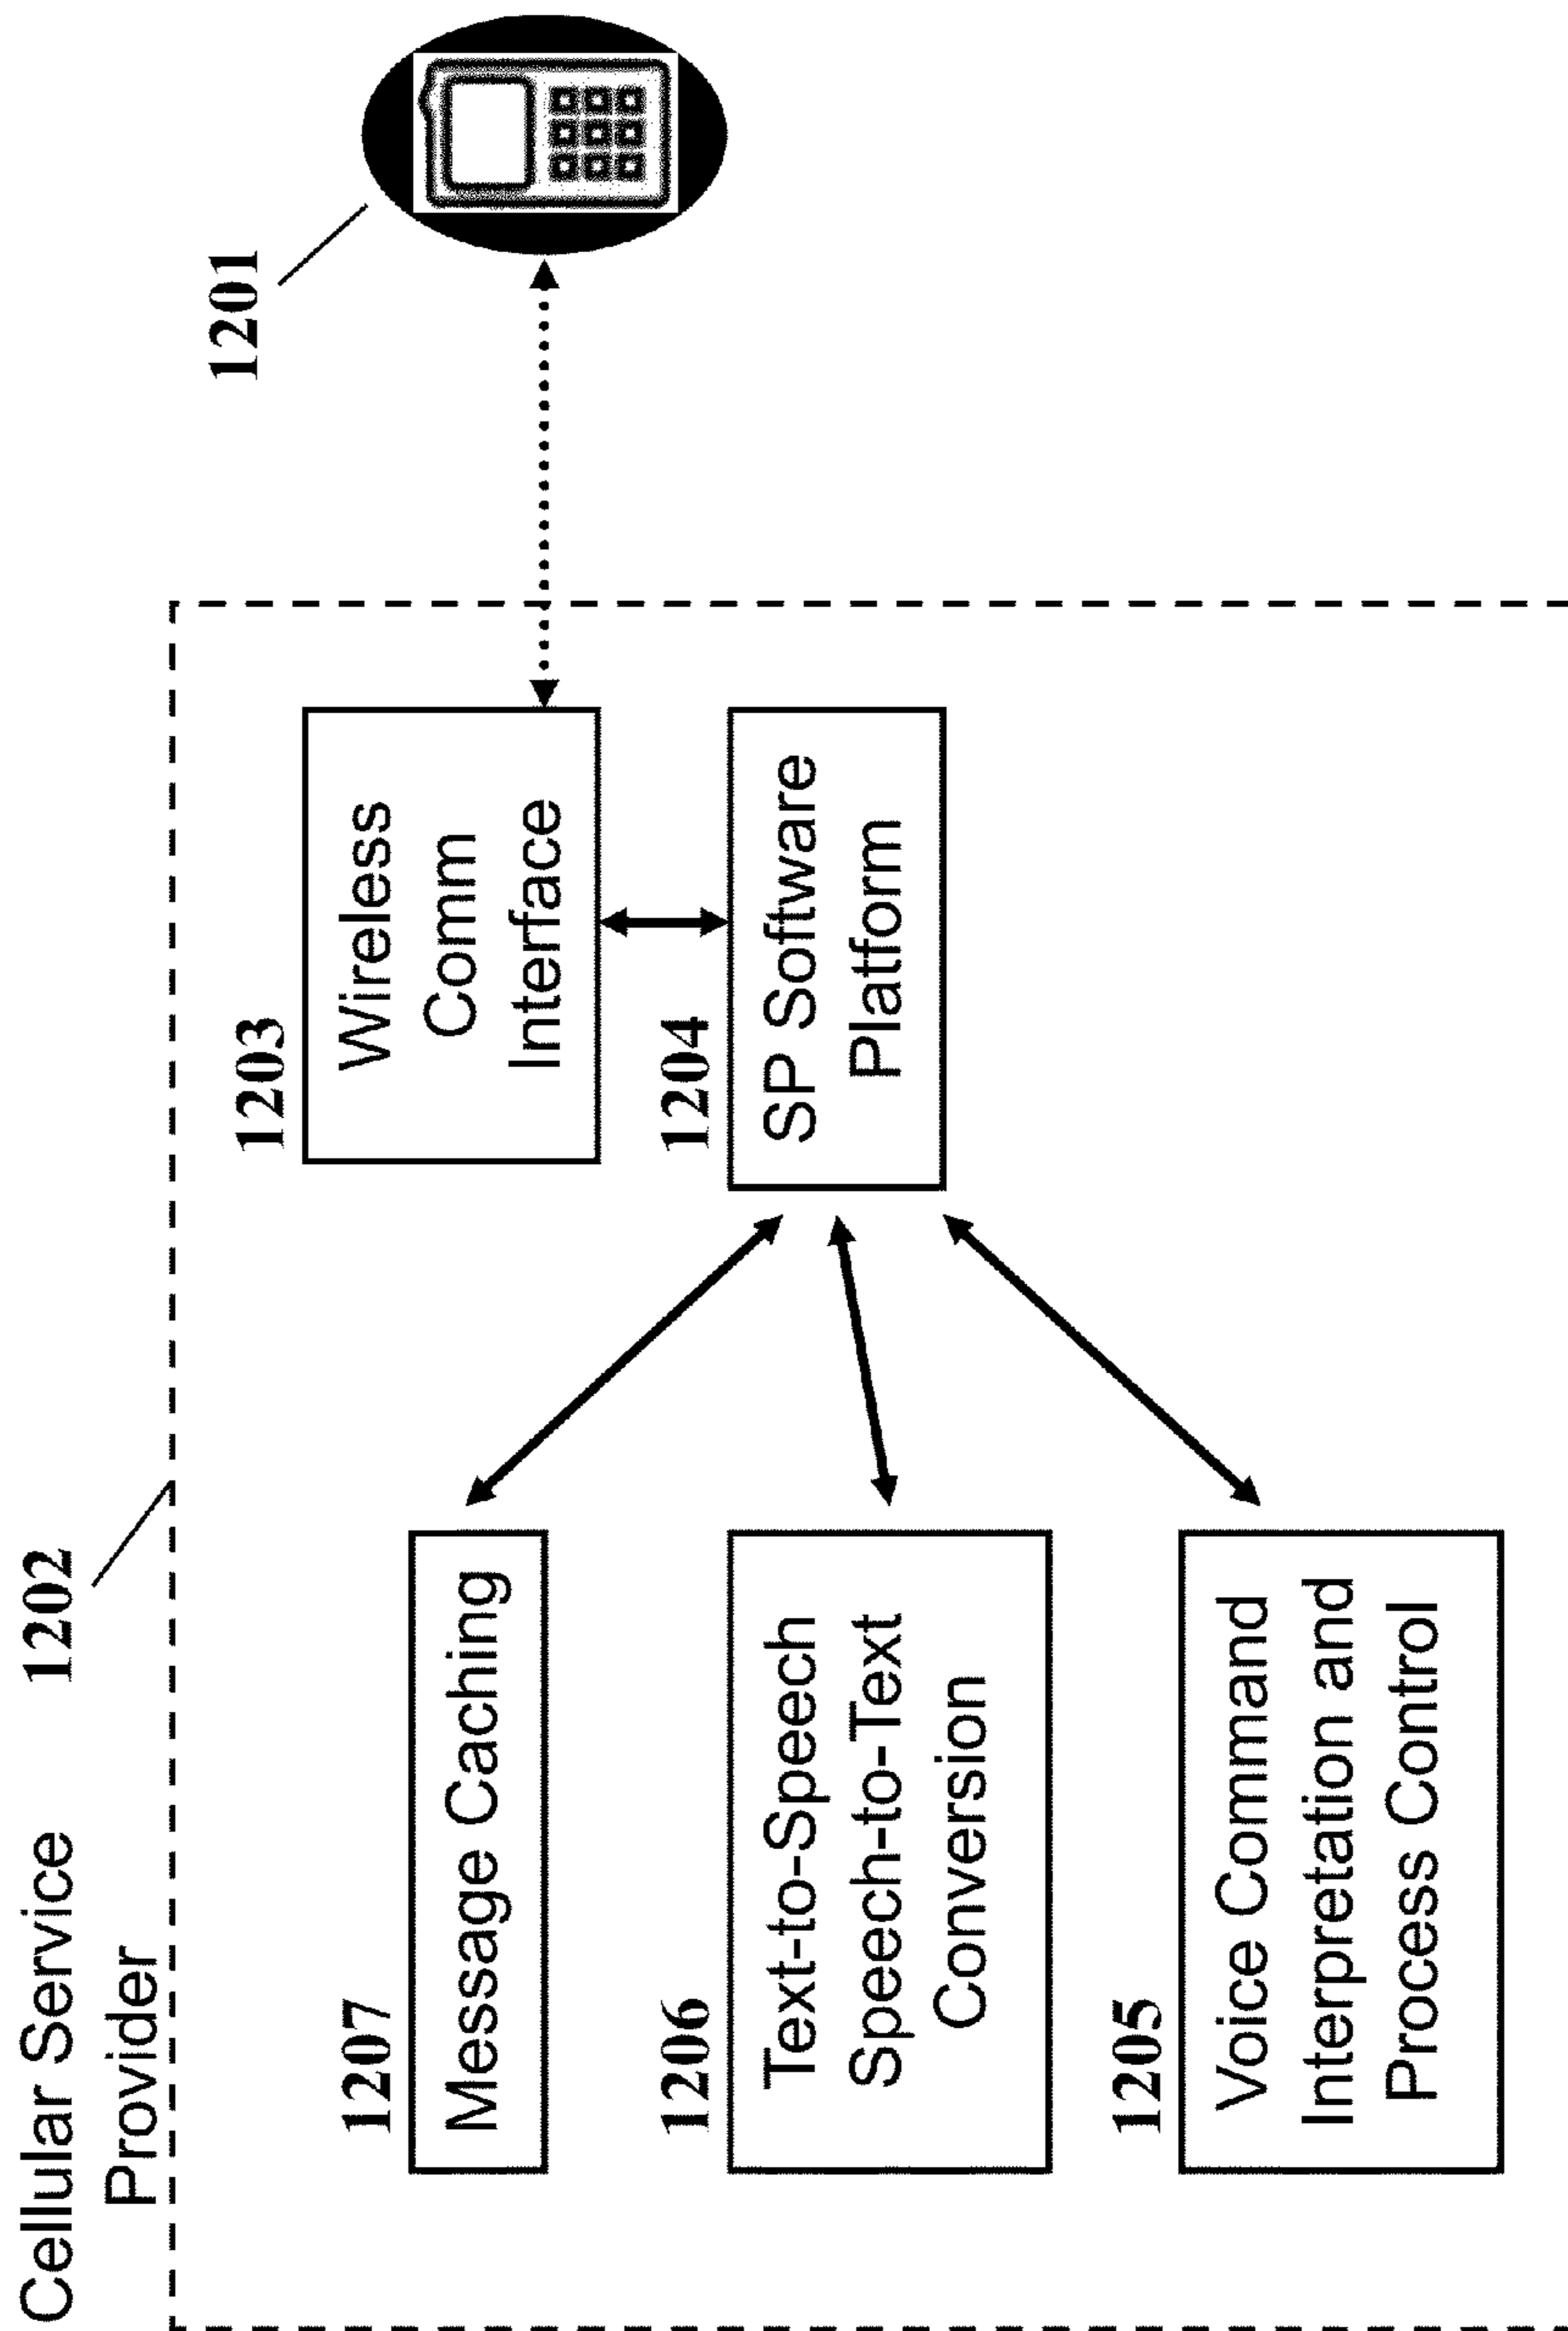 Cellular Service
Provider
1202
1201
1207
Message Caching
1206
Text-to-Speech
Speech-to-Text
Conversion
1205
Voice Command
Interpretation and
Process Control
1203
Wireless
Comm
Interface
1204
SP Software
Platform